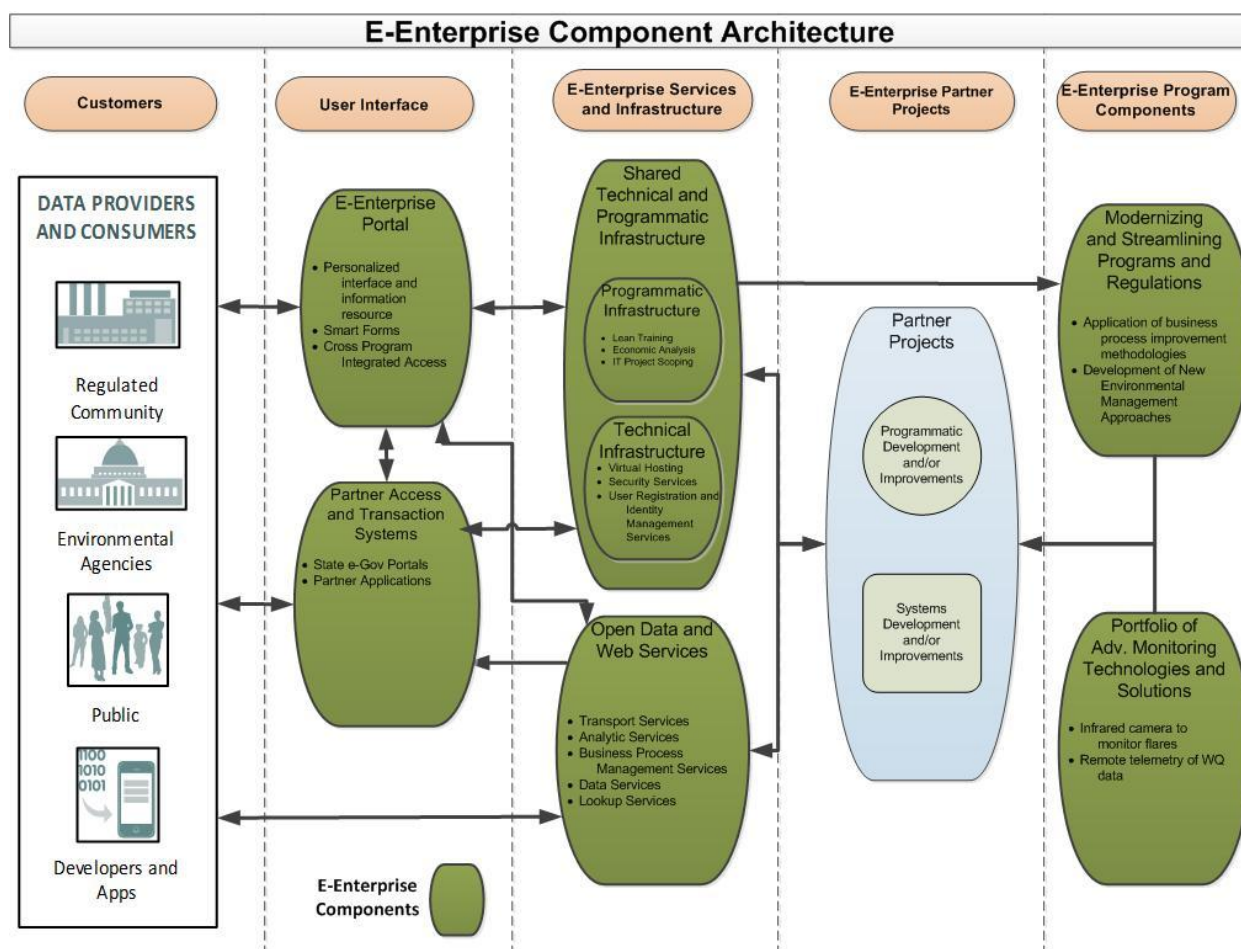 E-Enterprise Component Architecture
Customers
User Interface
E-Enterprise Services
and Infrastructure
E-Enterprise Partner
Projects
E-Enterprise Program
Components
DATA PROVIDERS
AND CONSUMERS
Regulated
Community
Environmental
Agencies
Public
1100
1010
0101
Developers and
Apps
E-Enterprise
Portal
• Personalized
interface and
information
resource
• Smart Forms
• Cross Program
Integrated Access
Partner Access
and Transaction
Systems
• State e-Gov Portals
• Partner Applications
E-Enterprise
Components
Shared
Technical and
Programmatic
Infrastructure
Programmatic
Infrastructure
• Lean Training
• Economic Analysis
• IT Project Scoping
Technical
Infrastructure
• Virtual Hosting
• Security Services
• User Registration and
Identity
Management
Services
Open Data and
Web Services
• Transport Services
• Analytic Services
• Business Process
Management Services
• Data Services
• Lookup Services
Partner
Projects
Programmatic
Development
and/or
Improvements
Systems
Development
and/or
Improvements
Modernizing
and Streamlining
Programs and
Regulations
• Application of business
process improvement
methodologies
• Development of New
Environmental
Management
Approaches
Portfolio of
Adv. Monitoring
Technologies and
Solutions
• Infrared camera to
monitor flares
• Remote telemetry of WQ
data